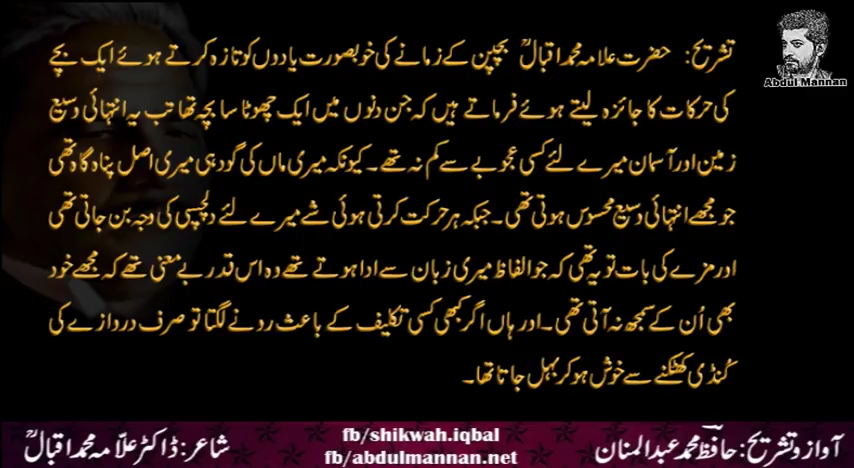 Abdul Mannan
تشریح: حضرت علامہ محمد اقبالؒ بچپن کے زمانے کی خوبصورت یادوں کو تازہ کرتے ہوئے ایک بچے
کی حرکات کا جائزہ لیتے ہوئے فرماتے ہیں کہ جن دنوں میں ایک چھوٹا سا بچہ تھا تب یہ انتہائی وسیع
زمین اور آسمان میرے لئے کسی عجوبے سے کم نہ تھے۔ کیونکہ میری ماں کی گود ہی میری اصل پناہ گاہ تھی
جو مجھے انتہائی وسیع محسوس ہوتی تھی۔ جبکہ ہر حرکت کرتی ہوئی شے میرے لئے دلچسپی کی وجہ بن جاتی تھی
اور مزے کی بات تو یہ تھی کہ جو الفاظ میری زبان سے ادا ہوتے تھے وہ اس قدر بے معنی تھے کہ مجھے خود
بھی اُن کے سمجھ نہ آتی تھی۔ اور ہاں اگر کبھی کسی تکلیف کے باعث ردنے لگتا تو صرف دروازے کی
کُنڈی کھٹکنے سے خوش ہو کر بہل جاتا تھا۔
آواز و تشریح: حافظ محمد عبدالمنان
fb/shikwah.iqbal
fb/abdulmannan.net
شاعر: ڈاکٹر علّامہ محمد اقبالؒ